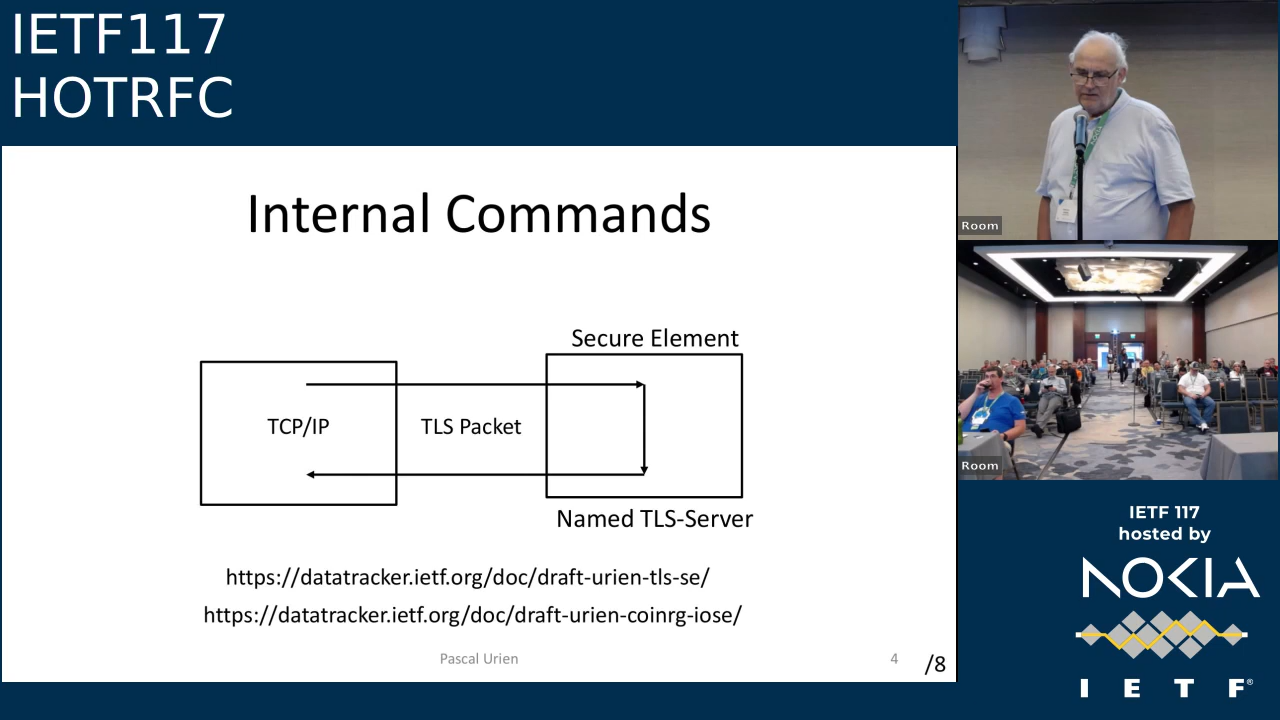 IETF117
HOTRFC
Internal Commands
Secure Element
TCP/IP
TLS Packet
Named TLS-Server
https://datatracker.ietf.org/doc/draft-urien-tls-se/
https://datatracker.ietf.org/doc/draft-urien-coinrg-iose/
Pascal Urien
4
/8
Room
Room
IETF 117
hosted by
NOKIA
I E T F®